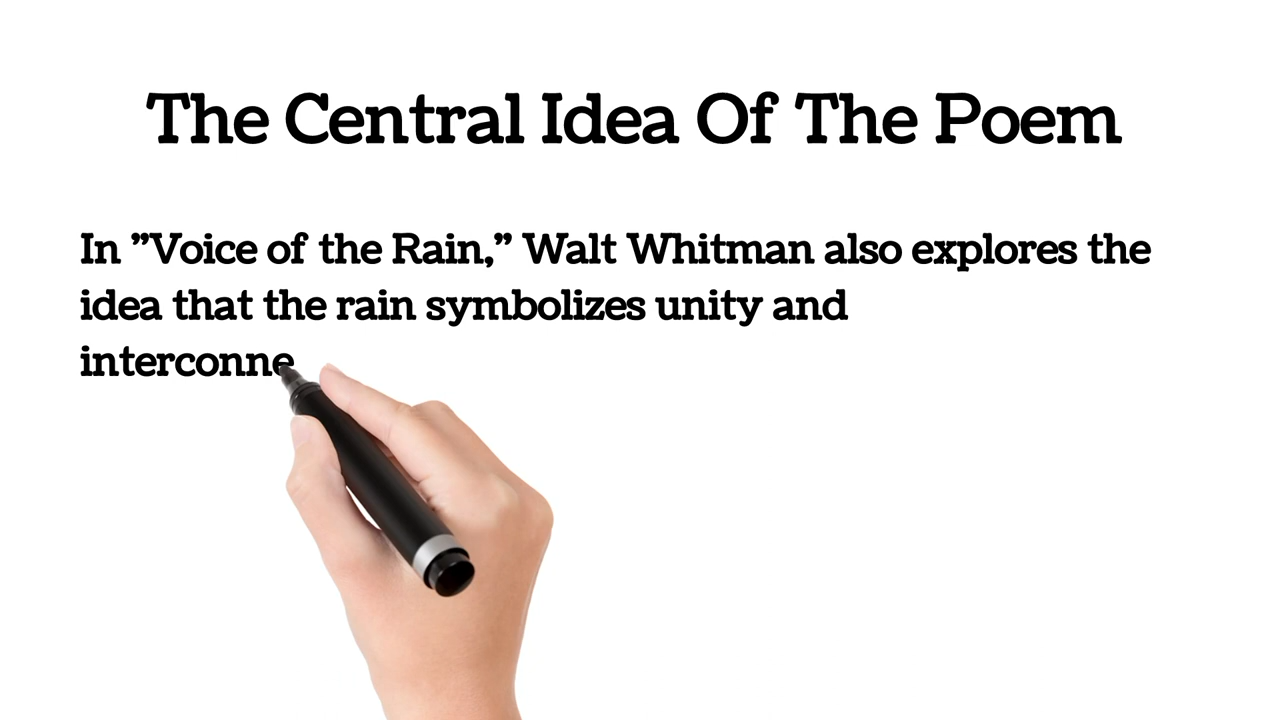 The Central Idea Of The Poem
In ”Voice of the Rain,” Walt Whitman also explores the
idea that the rain symbolizes unity and
interconne